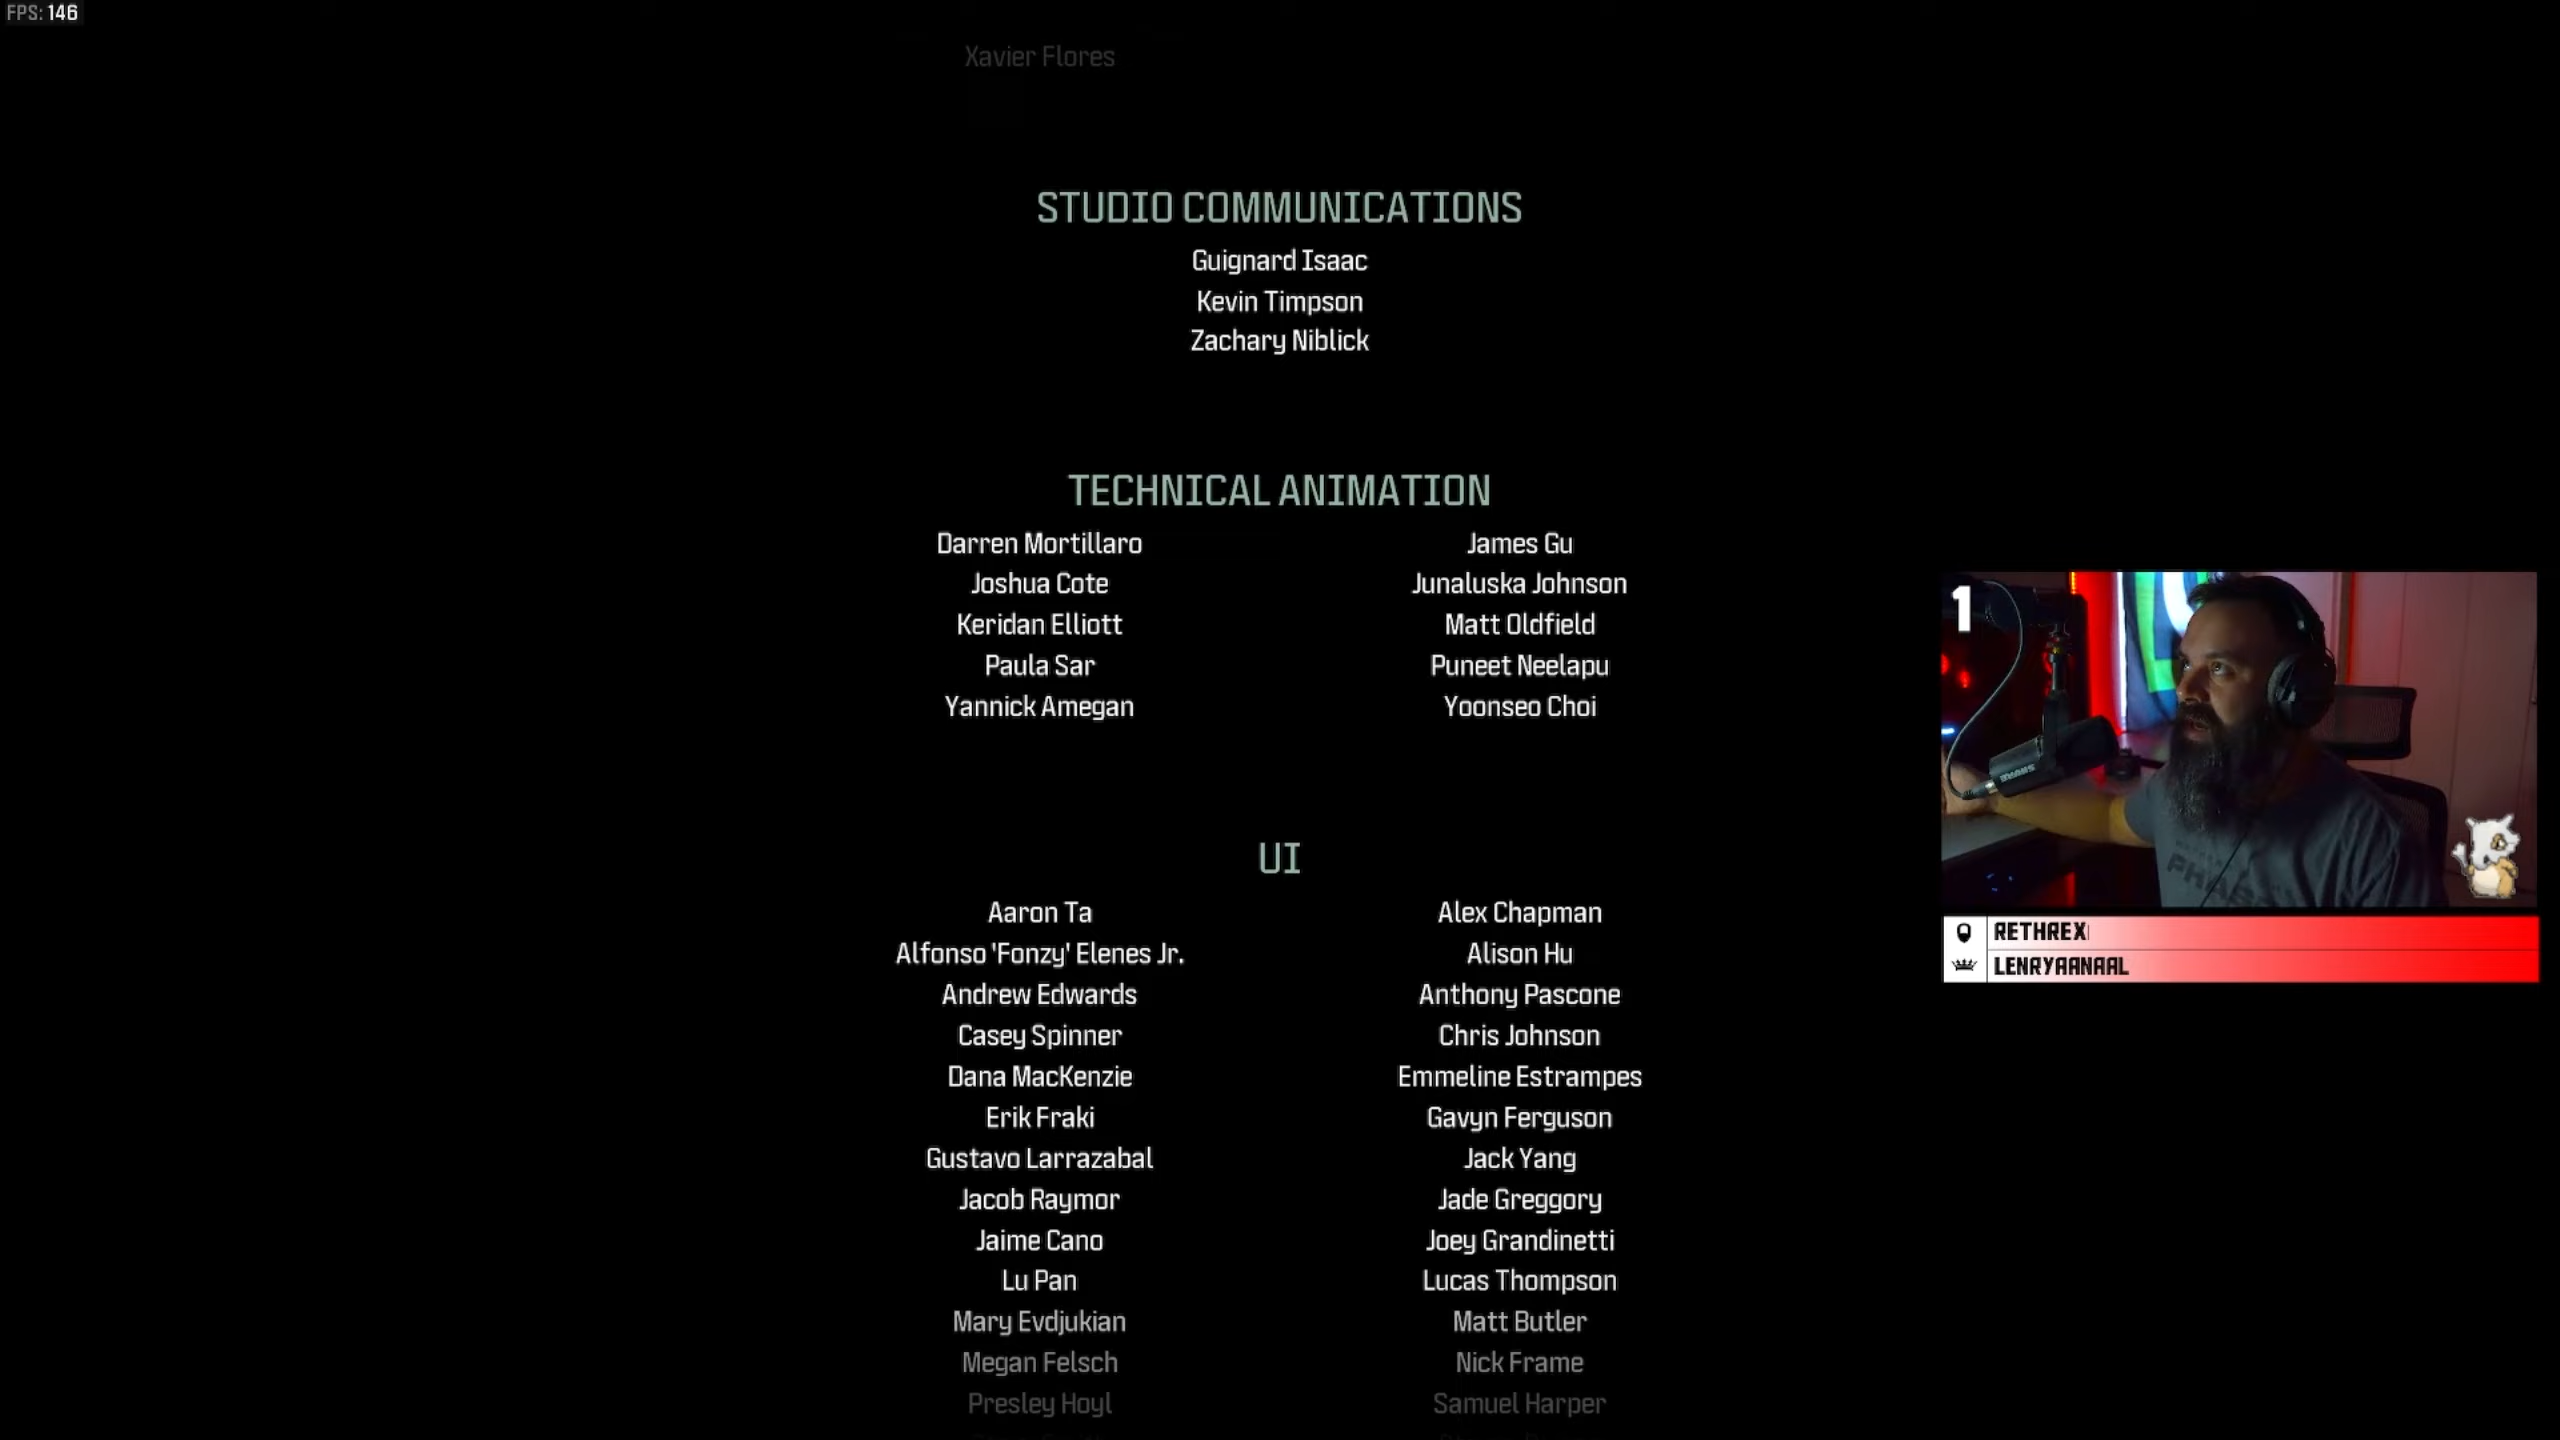 FPS: 146
Xavier Flores
STUDIO COMMUNICATIONS
Guignard Isaac
Kevin Timpson
Zachary Niblick
TECHNICAL ANIMATION
Darren Mortillaro James Gu
Joshua Cote Junaluska Johnson
Keridan Elliott Matt Oldfield
Paula Sar Puneet Neelapu
Yannick Amegan Yoonseo Choi
1
SHURE
UI
Aaron Ta Alex Chapman
RETHREX
Alfonso 'Fonzy' Elenes Jr. Alison Hu
LENRYAANAAL
Andrew Edwards Anthony Pascone
Casey Spinner Chris Johnson
Dana MacKenzie Emmeline Estrampes
Erik Fraki Gavyn Ferguson
Gustavo Larrazabal Jack Yang
Jacob Raymor Jade Greggory
Jaime Cano Joey Grandinetti
Lu Pan Lucas Thompson
Mary Evdjukian Matt Butler
Megan Felsch Nick Frame
Presley Hoyl Samuel Harper